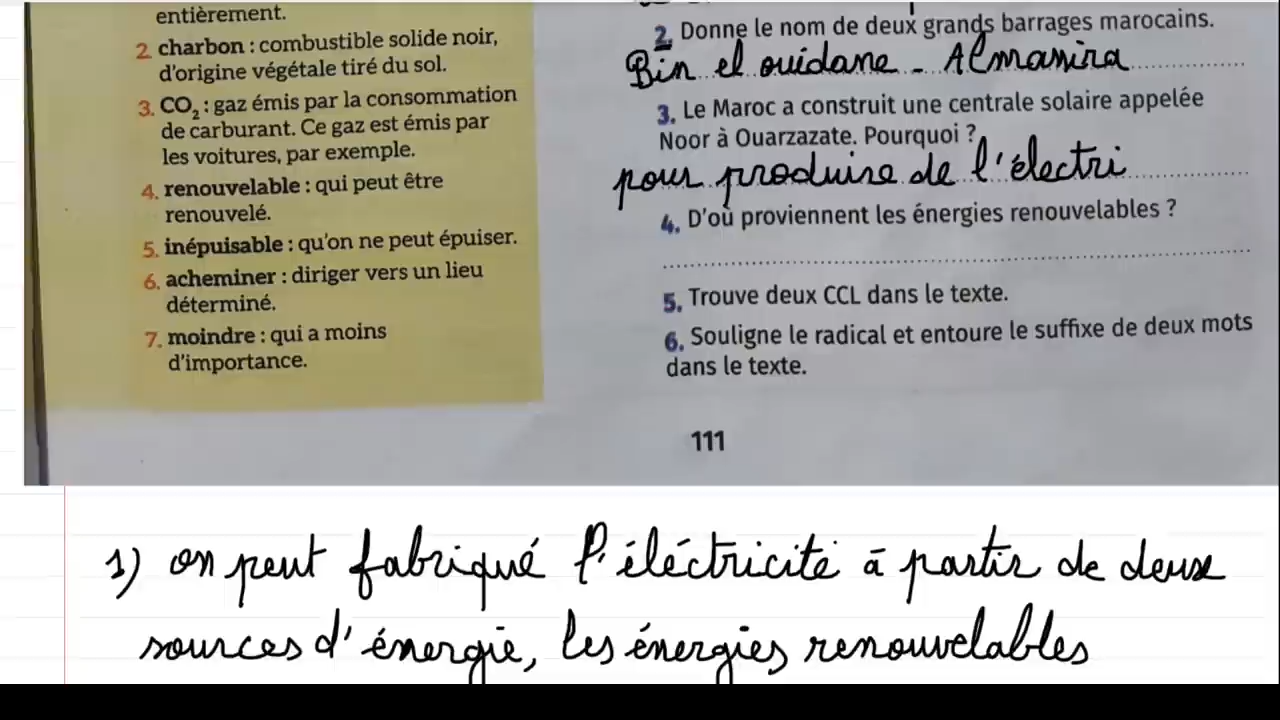 entièrement.
2. charbon : combustible solide noir,
d'origine végétale tiré du sol.
3. CO₂ : gaz émis par la consommation
de carburant. Ce gaz est émis par
les voitures, par exemple.
4. renouvelable : qui peut être
renouvelé.
5. inépuisable : qu'on ne peut épuiser.
6. acheminer : diriger vers un lieu
déterminé.
7. moindre : qui a moins
d'importance.
2. Donne le nom de deux grands barrages marocains.
Bin el ouidane - Almassira
3. Le Maroc a construit une centrale solaire appelée
Noor à Ouarzazate. Pourquoi ?
pour produire de l'électri
4. D'où proviennent les énergies renouvelables ?
5. Trouve deux CCL dans le texte.
6. Souligne le radical et entoure le suffixe de deux mots
dans le texte.
111
1) on peut fabriqué l'éléctricité à partir de deux
sources d'énergie, les énergies renouvelables